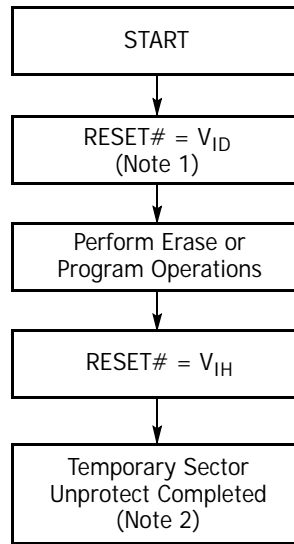 START
RESET# = VID
(Note 1)
Perform Erase or
Program Operations
RESET# = VIH
Temporary Sector
Unprotect Completed
(Note 2)